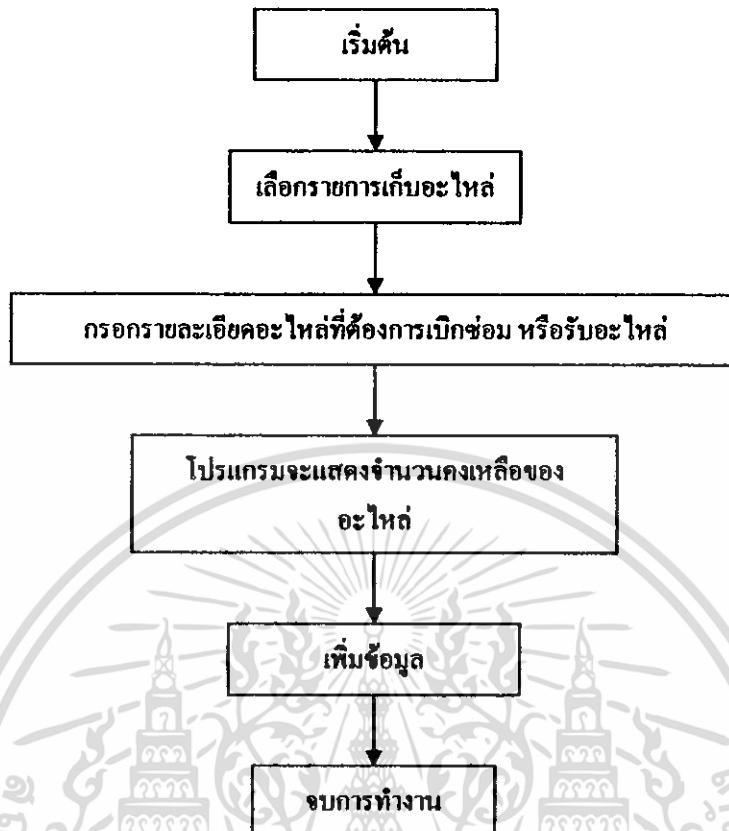 เริ่มต้น
เลือกรายการเก็บอะไหล่
กรอกรายละเอียดอะไหล่ที่ต้องการเบิกซ่อม หรือรับอะไหล่
โปรแกรมจะแสดงจำนวนคงเหลือของ
อะไหล่
เพิ่มข้อมูล
จบการทำงาน